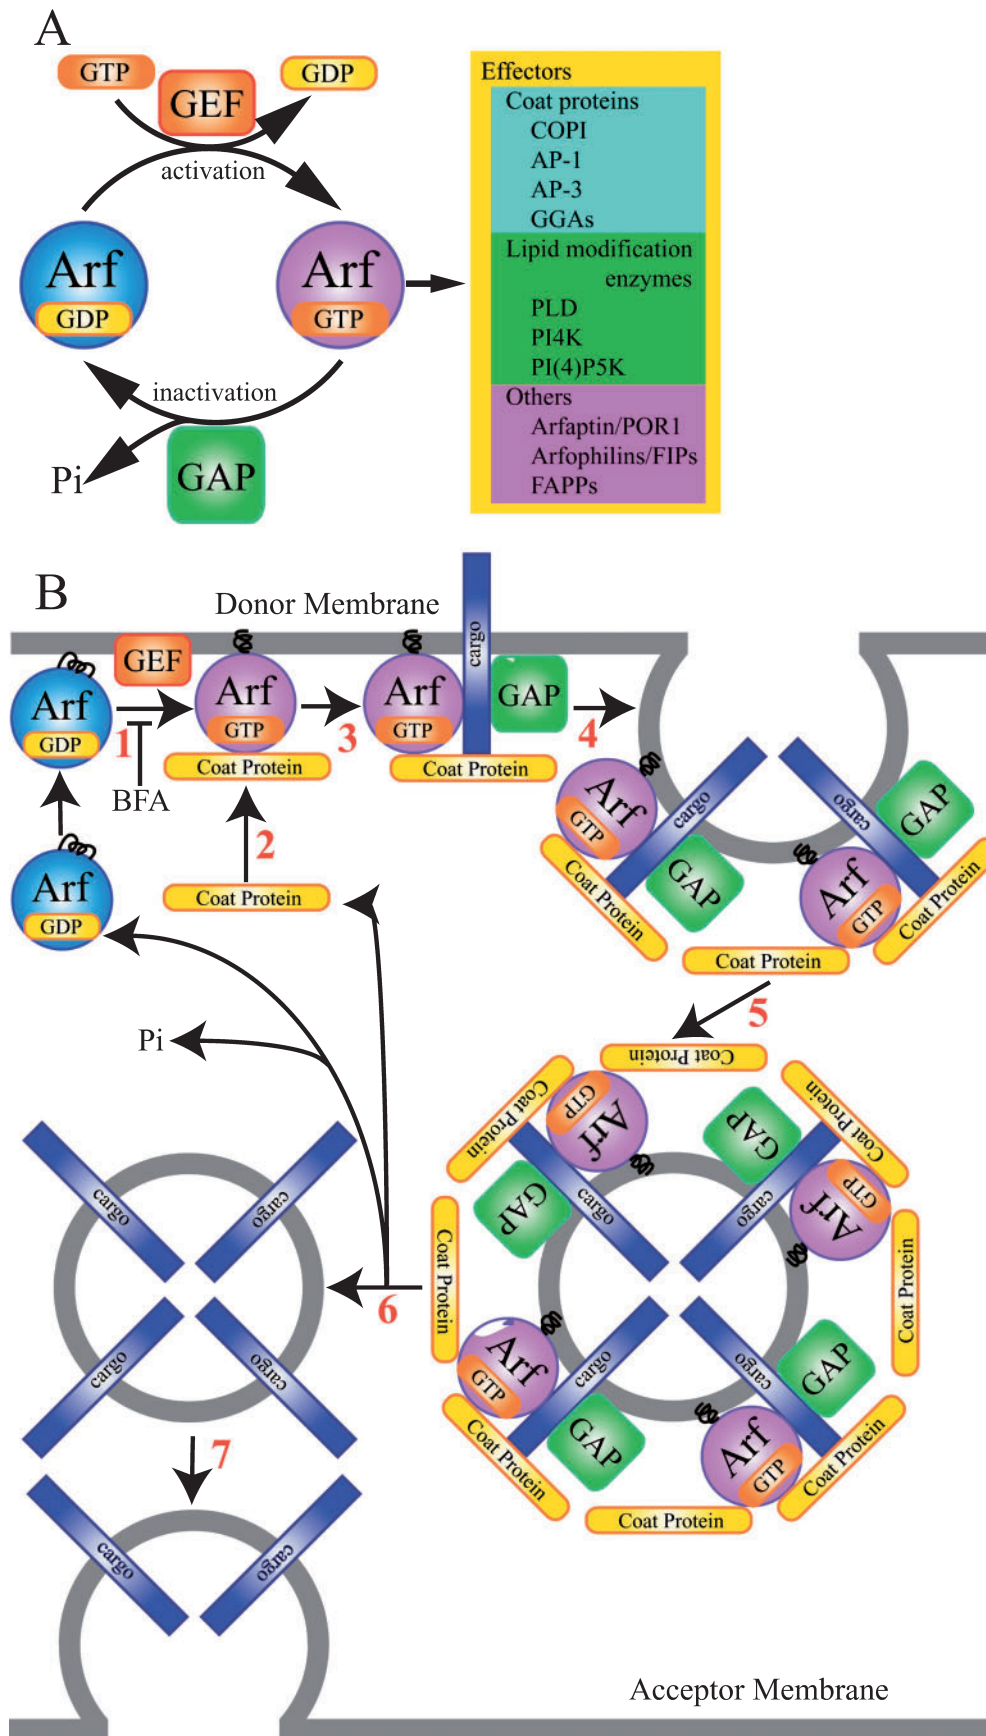 A
GTP
GEF
GDP
activation
Arf
GDP
Arf
GTP
inactivation
Pi
GAP
Effectors
Coat proteins
COPI
AP-1
AP-3
GGAs
Lipid modification
enzymes
PLD
PI4K
PI(4)P5K
Others
Arfaptin/POR1
Arfophilins/FIPs
FAPPs
B
Donor Membrane
Arf
GDP
GEF
1
BFA
Arf
GTP
Coat Protein
3
Arf
GTP
cargo
GAP
Coat Protein
4
Arf
GTP
cargo
GAP
Coat Protein
cargo
GAP
Arf
GTP
Coat Protein
Coat Protein
2
Coat Protein
Arf
GDP
5
Pi
Coat Protein
Coat Protein
GTP
Arf
GAP
cargo
GAP
cargo
Coat Protein
Arf
GTP
Coat Protein
Coat Protein
6
Arf
GTP
cargo
GAP
Coat Protein
cargo
GAP
Arf
GTP
Coat Protein
Coat Protein
cargo
cargo
cargo
cargo
7
cargo
cargo
Acceptor Membrane